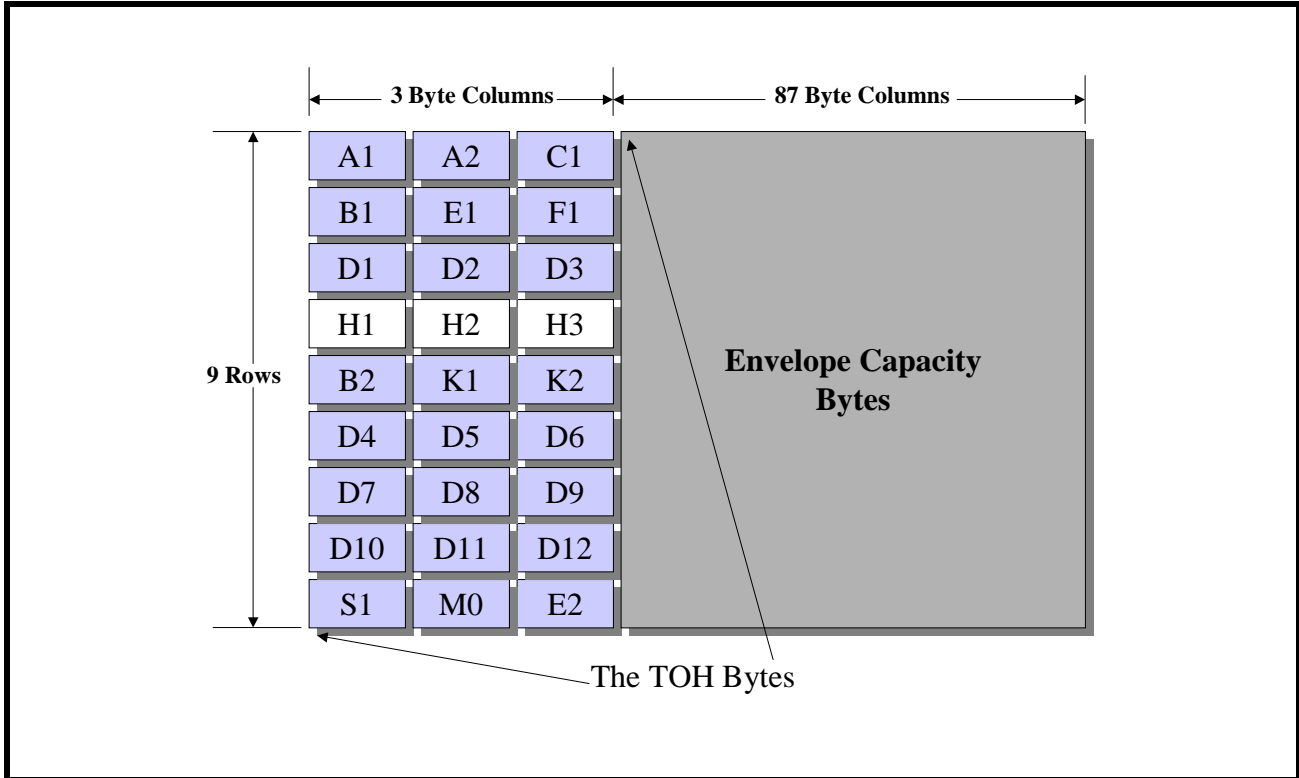 3 Byte Columns
87 Byte Columns
A1 A2 C1
B1 E1 F1
D1 D2 D3
H1 H2 H3
9 Rows
B2 K1 K2
D4 D5 D6
D7 D8 D9
D10 D11 D12
S1 M0 E2
Envelope Capacity
Bytes
The TOH Bytes